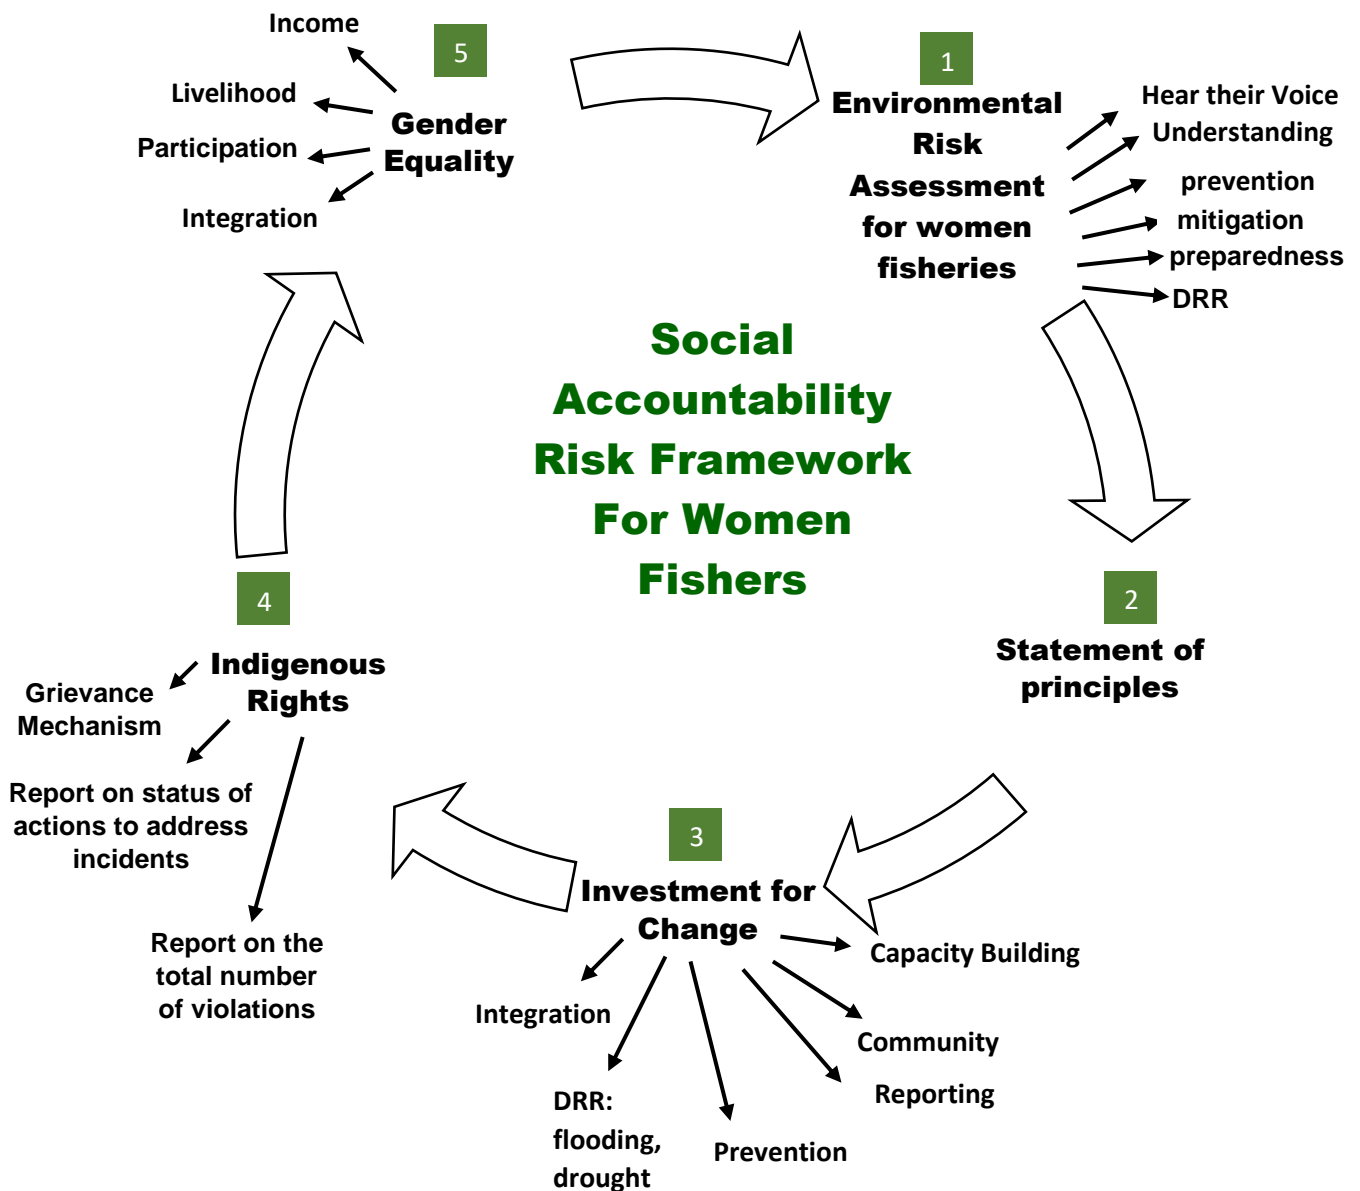 Social
Accountability
Risk Framework
For Women
Fishers
1
Environmental
Risk
Assessment
for women
fisheries
Hear their Voice
Understanding
prevention
mitigation
preparedness
DRR
2
Statement of
principles
3
Investment for
Change
Capacity Building
Community
Reporting
Prevention
DRR:
flooding,
drought
Integration
4
Indigenous
Rights
Grievance
Mechanism
Report on status of
actions to address
incidents
Report on the
total number
of violations
5
Gender
Equality
Income
Livelihood
Participation
Integration